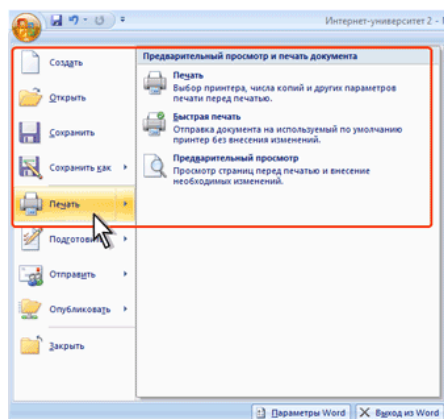 Интернет-университет 2 -
Создать
Открыть
Сохранить
Сохранить как
Печать
Подготовить
Отправить
Опубликовать
Закрыть
Предварительный просмотр и печать документа
Печать
Выбор принтера, числа копий и других параметров
печати перед печатью.
Быстрая печать
Отправка документа на используемый по умолчанию
принтер без внесения изменений.
Предварительный просмотр
Просмотр страниц перед печатью и внесение
необходимых изменений.
Параметры Word
Выход из Word